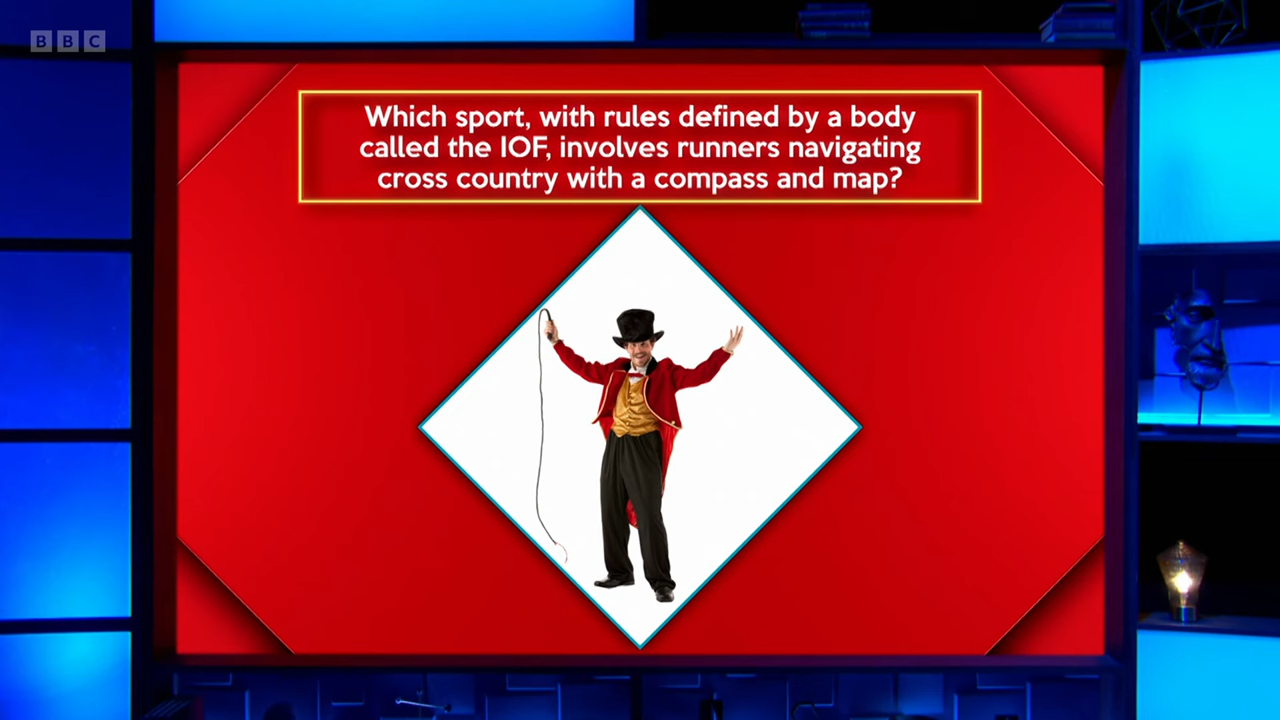 BBC
Which sport, with rules defined by a body
called the IOF, involves runners navigating
cross country with a compass and map?